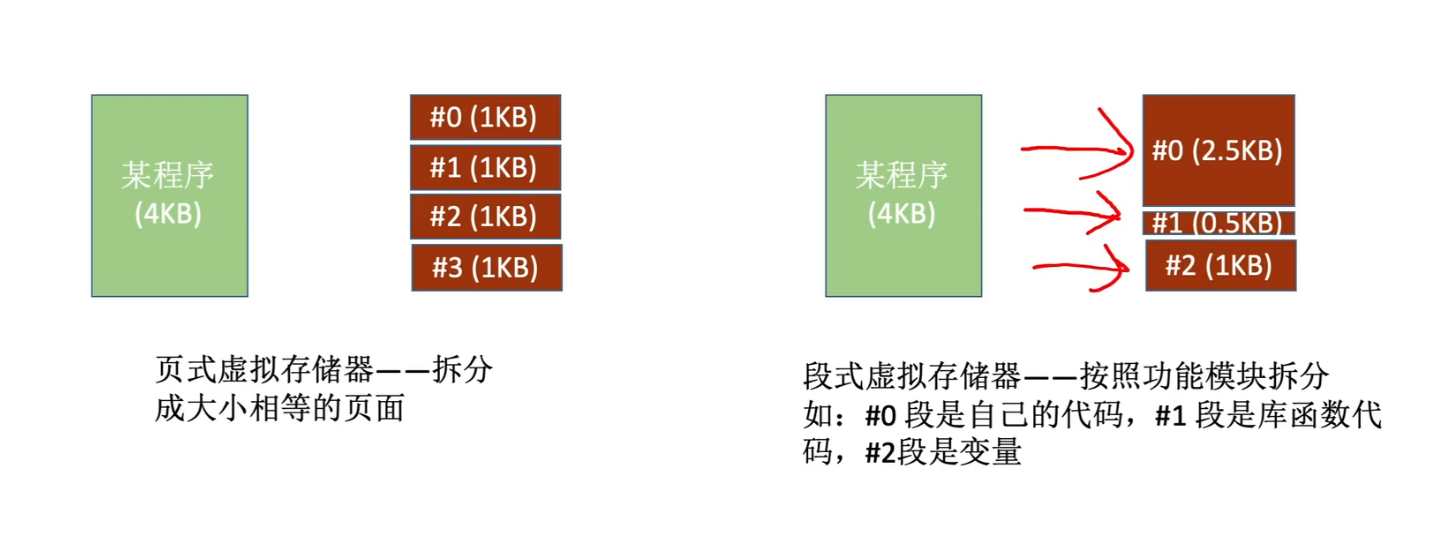 某程序
(4KB)
#0 (1KB)
#1 (1KB)
#2 (1KB)
#3 (1KB)
页式虚拟存储器——拆分
成大小相等的页面
某程序
(4KB)
#0 (2.5KB)
#1 (0.5KB)
#2 (1KB)
段式虚拟存储器——按照功能模块拆分
如：#0 段是自己的代码，#1 段是库函数代
码，#2段是变量